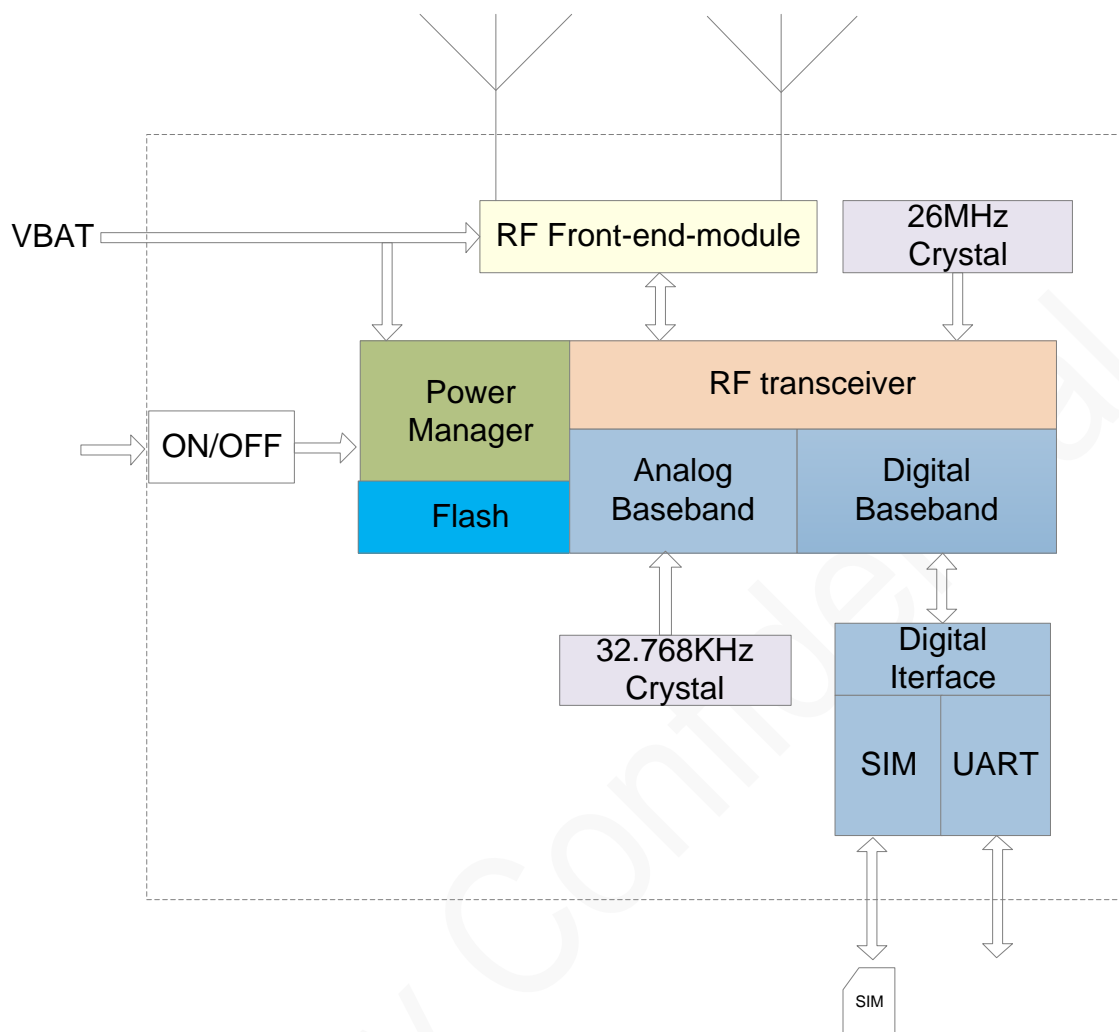 VBAT
RF Front-end-module
26MHz
Crystal
Power
Manager
RF transceiver
ON/OFF
Analog
Baseband
Digital
Baseband
Flash
32.768KHz
Crystal
Digital
Iterface
SIM
UART
SIM